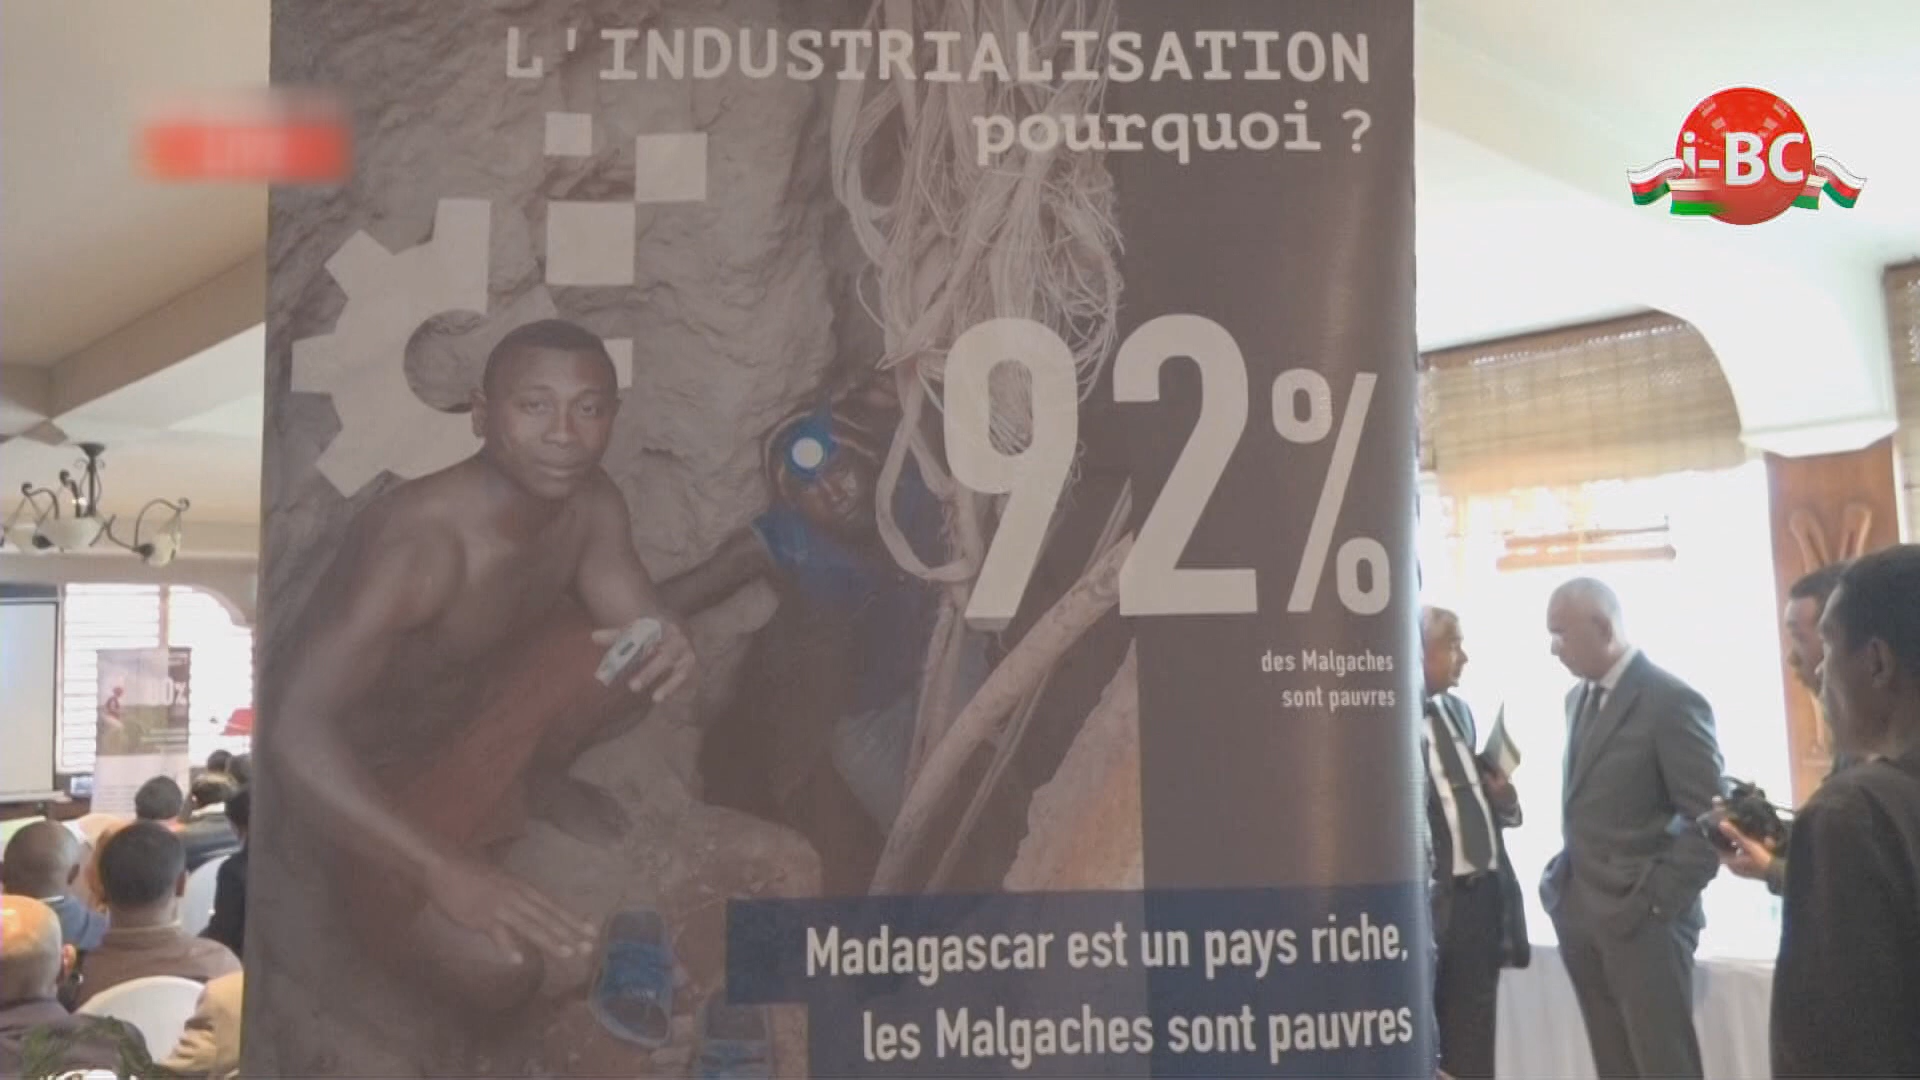 L'INDUSTRIALISATION
pourquoi ?
i-BC
92%
des Malgaches
sont pauvres
Madagascar est un pays riche,
les Malgaches sont pauvres